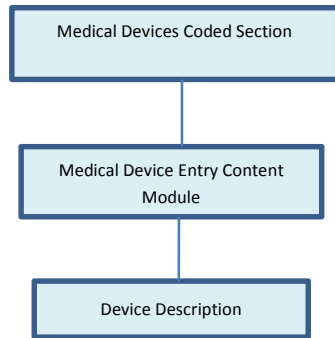 Medical Devices Coded Section
Medical Device Entry Content
Module
Device Description